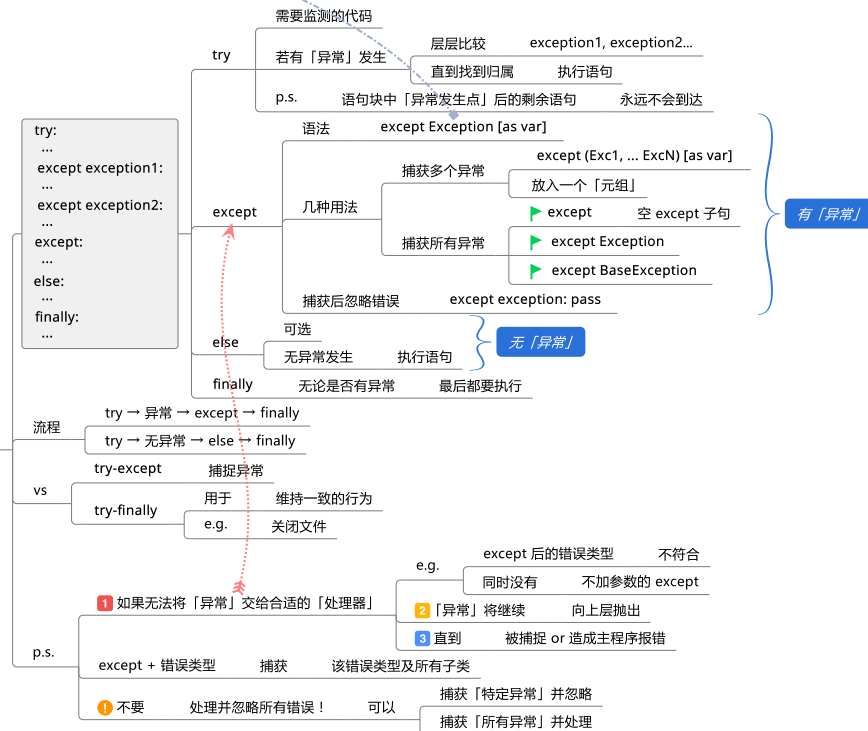 try:
...
except exception1:
...
except exception2:
...
except:
...
else:
...
finally:
...
try
需要监测的代码
若有「异常」发生
层层比较
exception1, exception2...
直到找到归属
执行语句
p.s.
语句块中「异常发生点」后的剩余语句
永远不会到达
except
语法
except Exception [as var]
几种用法
捕获多个异常
except (Exc1, ... ExcN) [as var]
放入一个「元组」
捕获所有异常
except
空 except 子句
except Exception
except BaseException
捕获后忽略错误
except exception: pass
有「异常」
else
可选
无异常发生
执行语句
无「异常」
finally
无论是否有异常
最后都要执行
流程
try → 异常 → except → finally
try → 无异常 → else → finally
vs
try-except
捕捉异常
try-finally
用于
维持一致的行为
e.g.
关闭文件
p.s.
1 如果无法将「异常」交给合适的「处理器」
e.g.
except 后的错误类型
不符合
同时没有
不加参数的 except
2 「异常」将继续
向上层抛出
3 直到
被捕捉 or 造成主程序报错
except + 错误类型
捕获
该错误类型及所有子类
! 不要
处理并忽略所有错误！
可以
捕获「特定异常」并忽略
捕获「所有异常」并处理